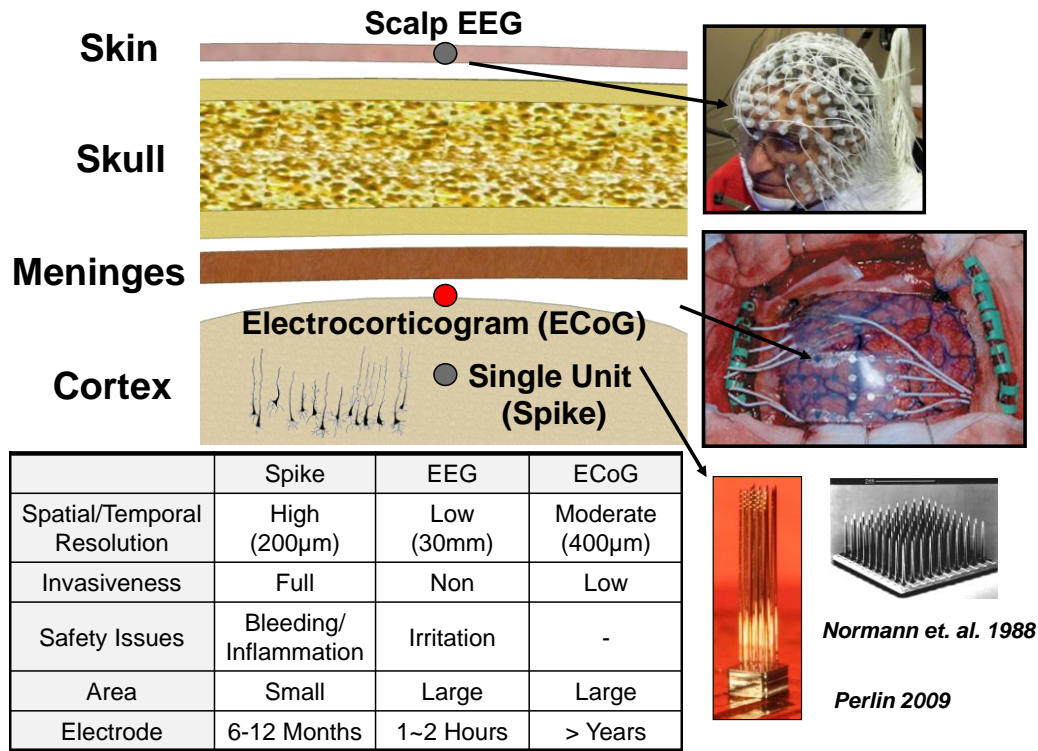 Scalp EEG
Skin
Skull
Meninges
Electrocorticogram (ECoG)
Cortex
Single Unit
(Spike)
Spike EEG ECoG
Spatial/Temporal
Resolution
High
(200µm)
Low
(30mm)
Moderate
(400µm)
Invasiveness Full Non Low
Safety Issues
Bleeding/
Inflammation
Irritation -
Area Small Large Large
Electrode 6-12 Months 1~2 Hours > Years
Normann et. al. 1988
Perlin 2009